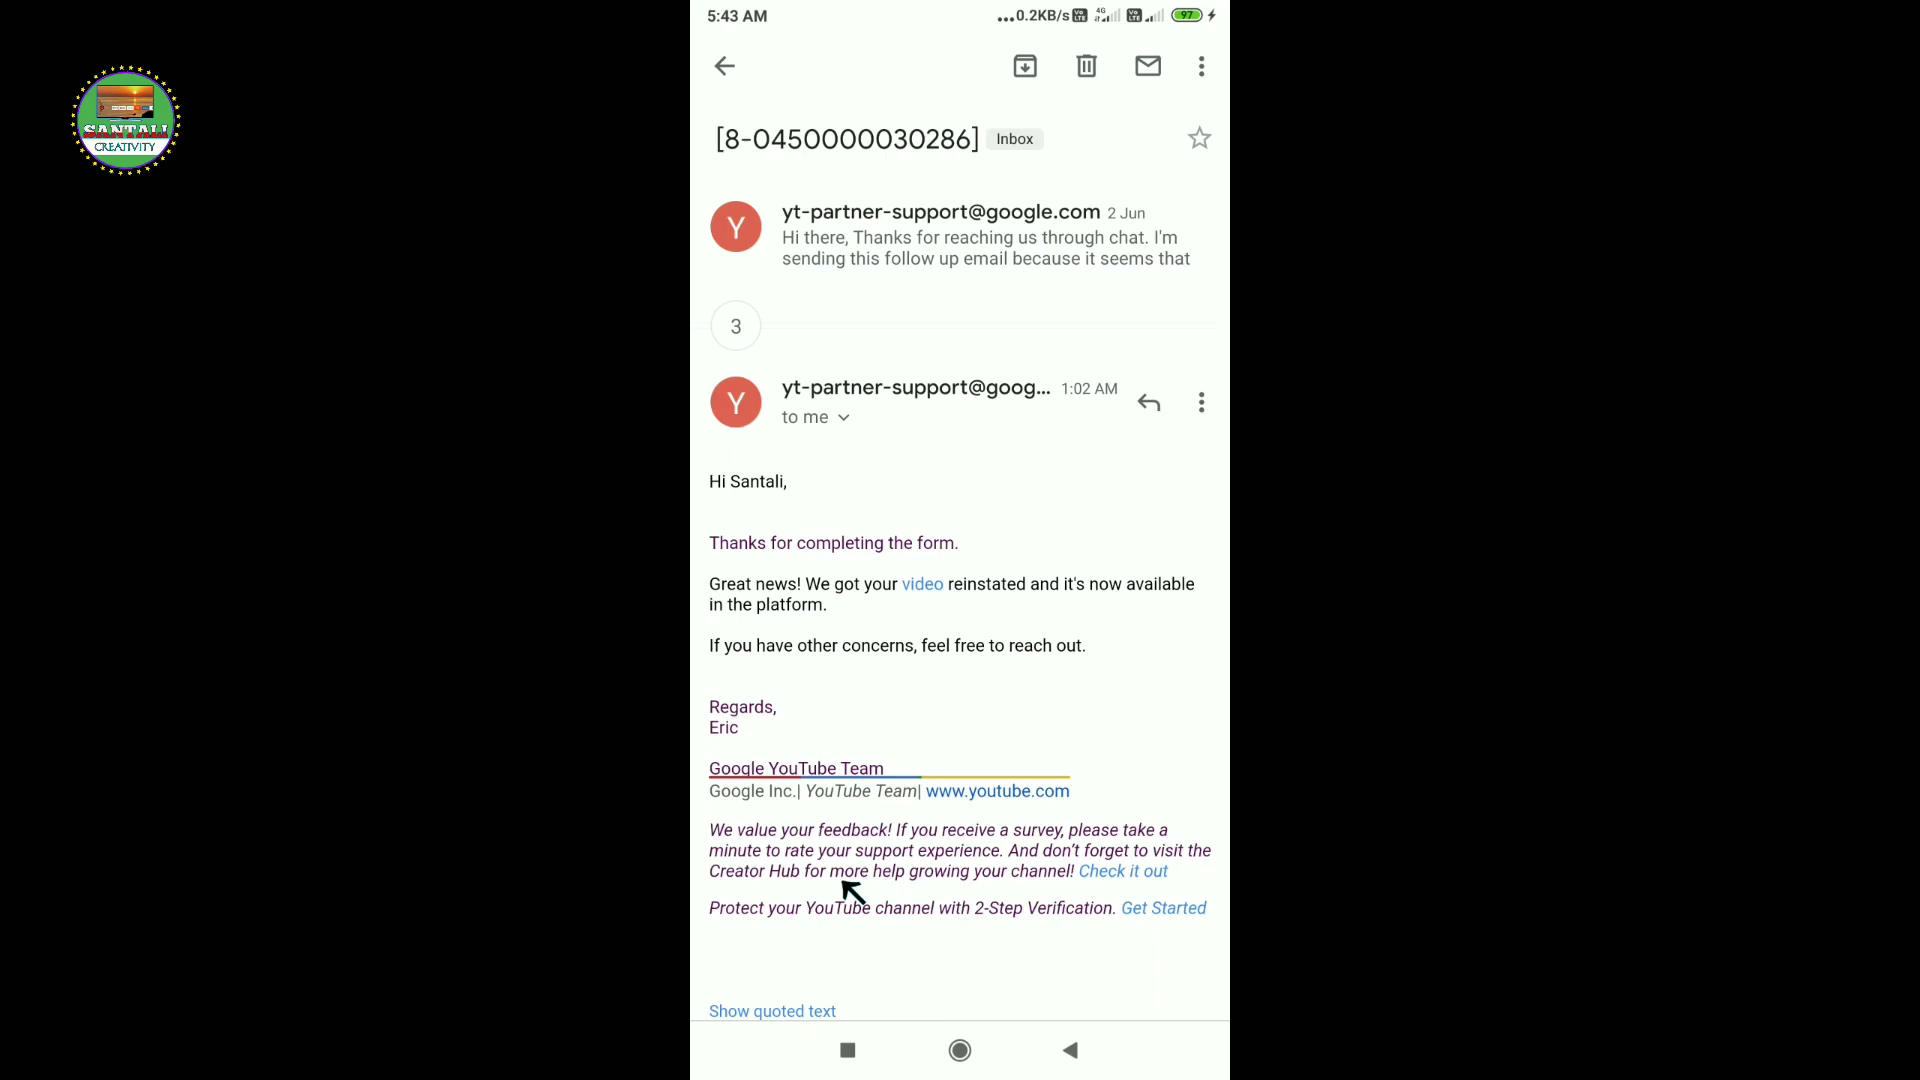 5:43 AM
...0.2KB/s
4G
97
SANTALI
CREATIVITY
[8-0450000030286]
Inbox
yt-partner-support@google.com 2 Jun
Hi there, Thanks for reaching us through chat. I'm
sending this follow up email because it seems that
3
yt-partner-support@goog... 1:02 AM
to me
Hi Santali,
Thanks for completing the form.
Great news! We got your video reinstated and it's now available
in the platform.
If you have other concerns, feel free to reach out.
Regards,
Eric
Google YouTube Team
Google Inc.| YouTube Team| www.youtube.com
We value your feedback! If you receive a survey, please take a
minute to rate your support experience. And don’t forget to visit the
Creator Hub for more help growing your channel! Check it out
Protect your YouTube channel with 2-Step Verification. Get Started
Show quoted text